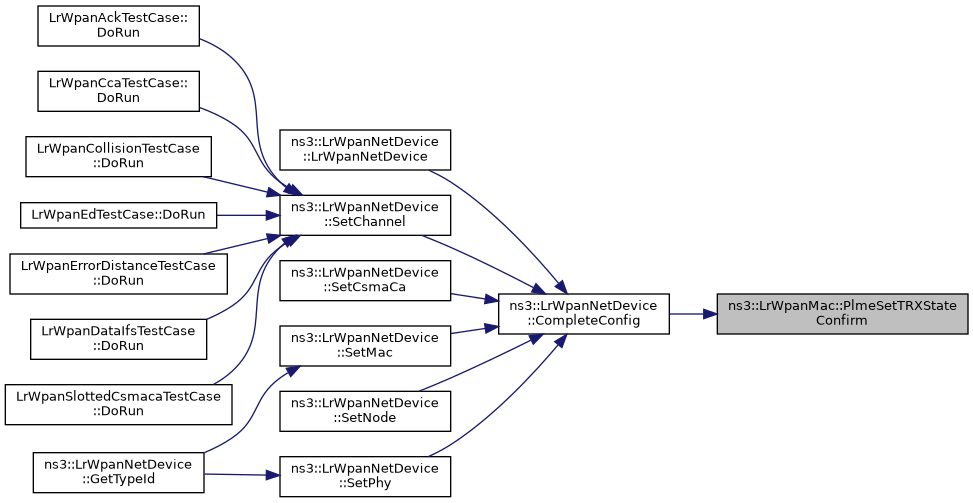 LrWpanAckTestCase::
DoRun
LrWpanCcaTestCase::
DoRun
LrWpanCollisionTestCase
::DoRun
LrWpanEdTestCase::DoRun
LrWpanErrorDistanceTestCase
::DoRun
LrWpanDataIfsTestCase
::DoRun
LrWpanSlottedCsmacaTestCase
::DoRun
ns3::LrWpanNetDevice
::GetTypeId
ns3::LrWpanNetDevice
::LrWpanNetDevice
ns3::LrWpanNetDevice
::SetChannel
ns3::LrWpanNetDevice
::SetCsmaCa
ns3::LrWpanNetDevice
::SetMac
ns3::LrWpanNetDevice
::SetNode
ns3::LrWpanNetDevice
::SetPhy
ns3::LrWpanNetDevice
::CompleteConfig
ns3::LrWpanMac::PlmeSetTRXState
Confirm